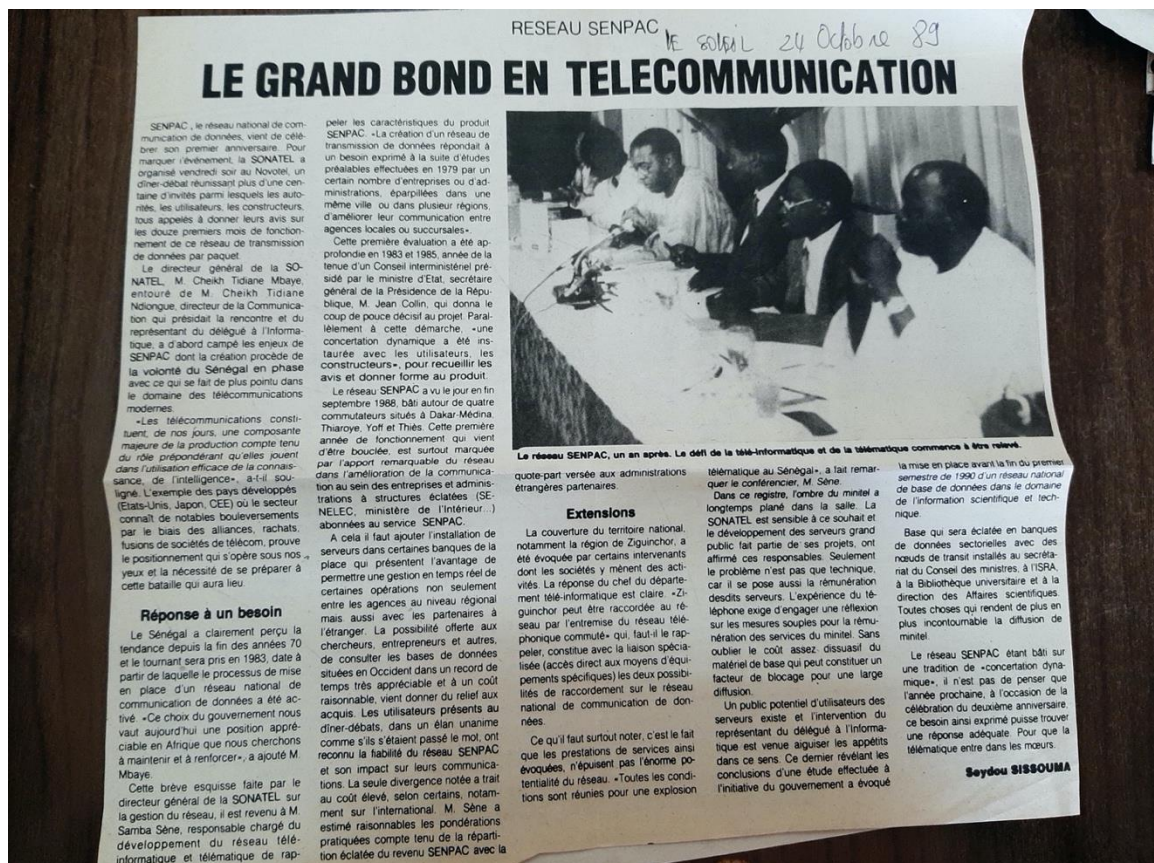 RESEAU SENPAC
LE SOLEIL 24 Octobre 89
LE GRAND BOND EN TELECOMMUNICATION
SENPAC, le réseau national de com-
munication de données, vient de célé-
brer son premier anniversaire. Pour
marquer l'événement, la SONATEL a
organisé vendredi soir au Novotel, un
dîner-débat réunissant plus d'une cen-
taine d'invités parmi lesquels les auto-
rités, les utilisateurs, les constructeurs,
tous appelés à donner leurs avis sur
les douze premiers mois de fonction-
nement de ce réseau de transmission
de données par paquet.
Le directeur général de la SO-
NATEL, M. Cheikh Tidiane Mbaye,
entouré de M. Cheikh Tidiane
Ndiongue, directeur de la Communica-
tion qui présidait la rencontre et du
représentant du délégué à l'Informa-
tique, a d'abord campé les enjeux de
SENPAC dont la création procède de
la volonté du Sénégal en phase
avec ce qui se fait de plus pointu dans
le domaine des télécommunications
modernes.
«Les télécommunications consti-
tuent, de nos jours, une composante
majeure de la production compte tenu
du rôle prépondérant qu'elles jouent
dans l'utilisation efficace de la connais-
sance, de l'intelligence», a-t-il sou-
ligné. L'exemple des pays développés
(Etats-Unis, Japon, CEE) où le secteur
connaît de notables bouleversements
par le biais des alliances, rachats,
fusions de sociétés de télécom, prouve
le positionnement qui s'opère sous nos
yeux et la nécessité de se préparer à
cette bataille qui aura lieu.
Réponse à un besoin
Le Sénégal a clairement perçu la
tendance depuis la fin des années 70
et le tournant sera pris en 1983, date à
partir de laquelle le processus de mise
en place d'un réseau national de
communication de données a été ac-
tivé. «Ce choix du gouvernement nous
vaut aujourd'hui une position appré-
ciable en Afrique que nous cherchons
à maintenir et à renforcer», a ajouté M.
Mbaye.
Cette brève esquisse faite par le
directeur général de la SONATEL sur
la gestion du réseau, il est revenu à M.
Samba Sène, responsable chargé du
développement du réseau télé-
informatique et télématique de rap-
peler les caractéristiques du produit
SENPAC. «La création d'un réseau de
transmission de données répondait à
un besoin exprimé à la suite d'études
préalables effectuées en 1979 par un
certain nombre d'entreprises ou d'ad-
ministrations, éparpillées dans une
même ville ou dans plusieurs régions,
d'améliorer leur communication entre
agences locales ou succursales».
Cette première évaluation a été ap-
profondie en 1983 et 1985, année de la
tenue d'un Conseil interministériel pré-
sidé par le ministre d'Etat, secrétaire
général de la Présidence de la Répu-
blique, M. Jean Collin, qui donna le
coup de pouce décisif au projet. Paral-
lèlement à cette démarche, «une
concertation dynamique a été ins-
taurée avec les utilisateurs, les
constructeurs», pour recueillir les
avis et donner forme au produit.
Le réseau SENPAC a vu le jour en fin
septembre 1988, bâti autour de quatre
commutateurs situés à Dakar-Médina,
Thiaroye, Yoff et Thiès. Cette première
année de fonctionnement qui vient
d'être bouclée, est surtout marquée
par l'apport remarquable du réseau
dans l'amélioration de la communica-
tion au sein des entreprises et adminis-
trations à structures éclatées (SE-
NELEC, ministère de l'Intérieur...)
abonnées au service SENPAC.
A cela il faut ajouter l'installation de
serveurs dans certaines banques de la
place qui présentent l'avantage de
permettre une gestion en temps réel de
certaines opérations non seulement
entre les agences au niveau régional
mais aussi avec les partenaires à
l'étranger. La possibilité offerte aux
chercheurs, entrepreneurs et autres,
de consulter les bases de données
situées en Occident dans un record de
temps très appréciable et à un coût
raisonnable, vient donner du relief aux
acquis. Les utilisateurs présents au
dîner-débats, dans un élan unanime
comme s'ils s'étaient passé le mot, ont
reconnu la fiabilité du réseau SENPAC
et son impact sur leurs communica-
tions. La seule divergence notée a trait
au coût élevé, selon certains, notam-
ment sur l'international. M. Sène a
estimé raisonnables les pondérations
pratiquées compte tenu de la réparti-
tion éclatée du revenu SENPAC avec la
Le réseau SENPAC, un an après. Le défi de la télé-informatique et de la télématique commence à être relevé.
quote-part versée aux administrations
étrangères partenaires.
Extensions
La couverture du territoire national,
notamment la région de Ziguinchor, a
été évoquée par certains intervenants
dont les sociétés y mènent des acti-
vités. La réponse du chef du départe-
ment télé-informatique est claire. «Zi-
guinchor peut être raccordée au ré-
seau par l'entremise du réseau télé-
phonique commuté» qui, faut-il le rap-
peler, constitue avec la liaison spécia-
lisée (accès direct aux moyens d'équi-
pements spécifiques) les deux possibi-
lités de raccordement sur le réseau
national de communication de don-
nées.
Ce qu'il faut surtout noter, c'est le fait
que les prestations de services ainsi
évoquées, n'épuisent pas l'énorme po-
tentialité du réseau. «Toutes les condi-
tions sont réunies pour une explosion
télématique au Sénégal», a fait remar-
quer le conférencier, M. Sène.
Dans ce registre, l'ombre du minitel a
longtemps plané dans la salle. La
SONATEL est sensible à ce souhait et
le développement des serveurs grand
public fait partie de ses projets, ont
affirmé ces responsables. Seulement
le problème n'est pas que technique,
car il se pose aussi la rémunération
desdits serveurs. L'expérience du té-
léphone exige d'engager une réflexion
sur les mesures souples pour la rému-
nération des services du minitel. Sans
oublier le coût assez dissuasif du
matériel de base qui peut constituer un
facteur de blocage pour une large
diffusion.
Un public potentiel d'utilisateurs des
serveurs existe et l'intervention du
représentant du délégué à l'Informa-
tique est venue aiguiser les appétits
dans ce sens. Ce dernier révélant les
conclusions d'une étude effectuée à
l'initiative du gouvernement a évoqué
la mise en place avant la fin du premier
semestre de 1990 d'un réseau national
de base de données dans le domaine
de l'information scientifique et tech-
nique.
Base qui sera éclatée en banques
de données sectorielles avec des
nœuds de transit installés au secréta-
riat du Conseil des ministres, à l'ISRA,
à la Bibliothèque universitaire et à la
direction des Affaires scientifiques.
Toutes choses qui rendent de plus en
plus incontournable la diffusion de
minitel.
Le réseau SENPAC étant bâti sur
une tradition de «concertation dyna-
mique», il n'est pas de penser que
l'année prochaine, à l'occasion de la
célébration du deuxième anniversaire,
ce besoin ainsi exprimé puisse trouver
une réponse adéquate. Pour que la
télématique entre dans les mœurs.
Seydou SISSOUMA